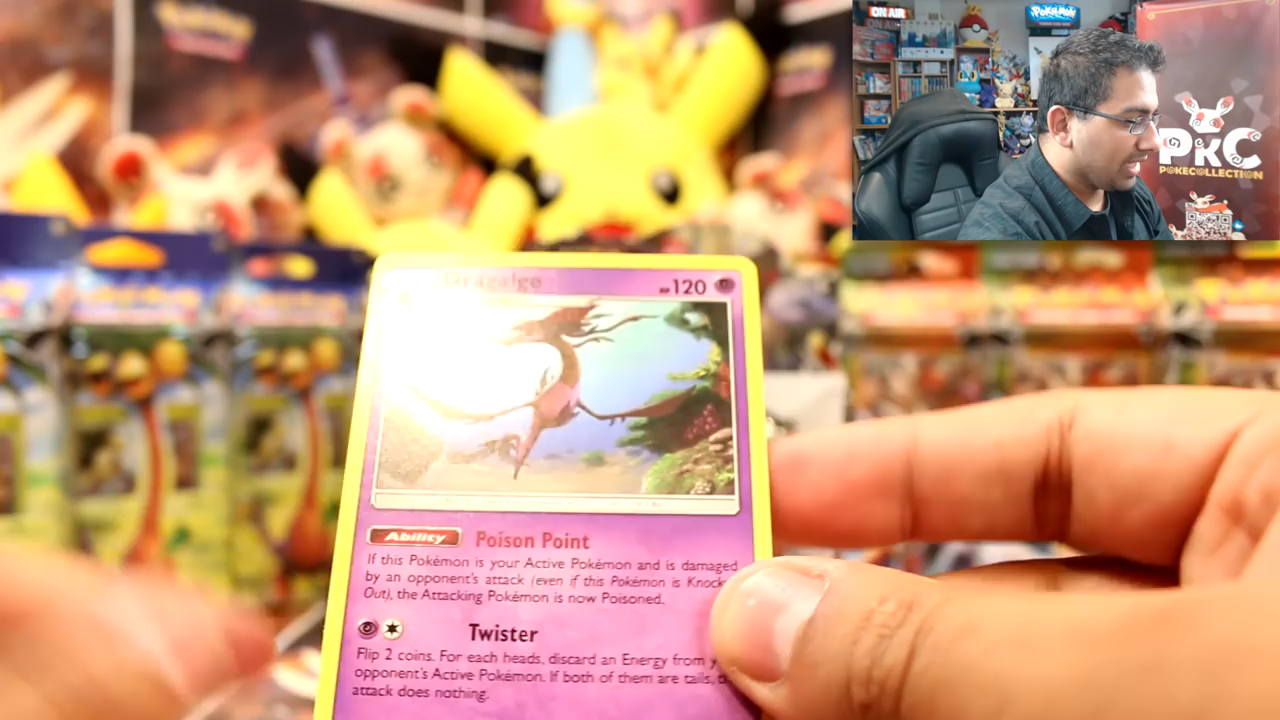 ON AIR
Pokémon
PKC
POKECOLLECTION
Dragalge
HP120
Ability Poison Point
If this Pokémon is your Active Pokémon and is damaged
by an opponent's attack (even if this Pokémon is Knock
Out), the Attacking Pokémon is now Poisoned.
Twister
Flip 2 coins. For each heads, discard an Energy from y
opponent's Active Pokémon. If both of them are tails,
attack does nothing.